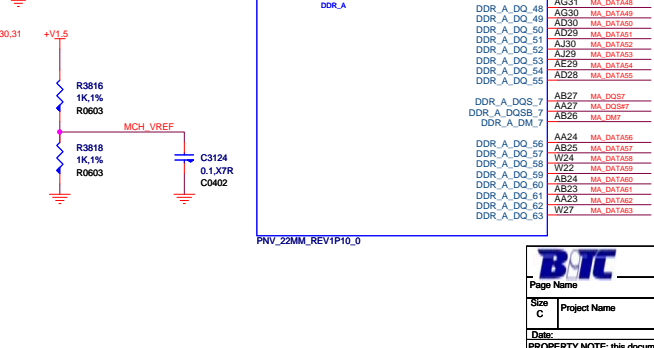 DDR_A
DDR_A_DQ_48 AG31 MA_DATA48
DDR_A_DQ_49 AG30 MA_DATA49
DDR_A_DQ_50 AD30 MA_DATA50
DDR_A_DQ_51 AD29 MA_DATA51
DDR_A_DQ_52 AJ30 MA_DATA52
DDR_A_DQ_53 AJ29 MA_DATA53
DDR_A_DQ_54 AE29 MA_DATA54
DDR_A_DQ_55 AD28 MA_DATA55
DDR_A_DQS_7 AB27 MA_DQS7
DDR_A_DQSB_7 AA27 MA_DQS#7
DDR_A_DM_7 AB26 MA_DM7
DDR_A_DQ_56 AA24 MA_DATA56
DDR_A_DQ_57 AB25 MA_DATA57
DDR_A_DQ_58 W24 MA_DATA58
DDR_A_DQ_59 W22 MA_DATA59
DDR_A_DQ_60 AB24 MA_DATA60
DDR_A_DQ_61 AB23 MA_DATA61
DDR_A_DQ_62 AA23 MA_DATA62
DDR_A_DQ_63 W27 MA_DATA63
30,31 +V1.5
R3816
1K,1%
R0603
MCH_VREF
R3818
1K,1%
R0603
C3124
0.1,X7R
C0402
PNV_22MM_REV1P10_0
Page Name
Size
C
Project Name
Date:
PROPERTY NOTE: this docum